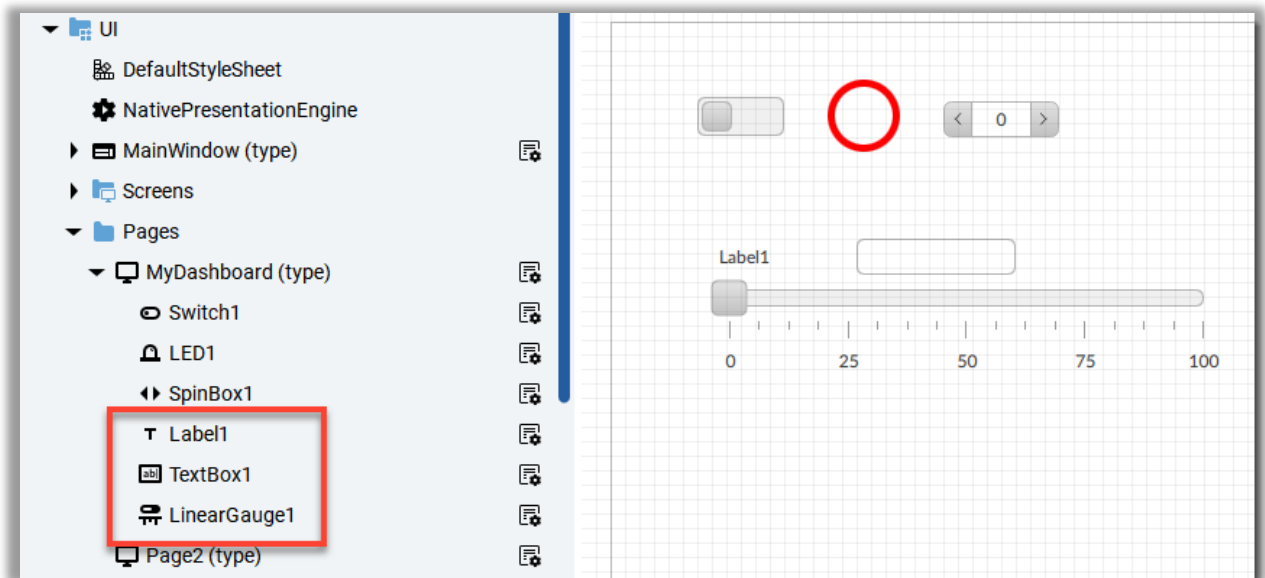 UI
DefaultStyleSheet
NativePresentationEngine
MainWindow (type)
Screens
Pages
MyDashboard (type)
Switch1
LED1
SpinBox1
T Label1
ab| TextBox1
LinearGauge1
Page2 (type)
< 0 >
Label1
0 25 50 75 100